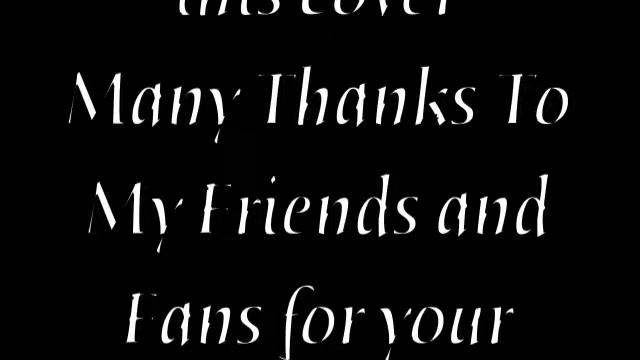 this cover
Many Thanks To
My Friends and
Fans for your